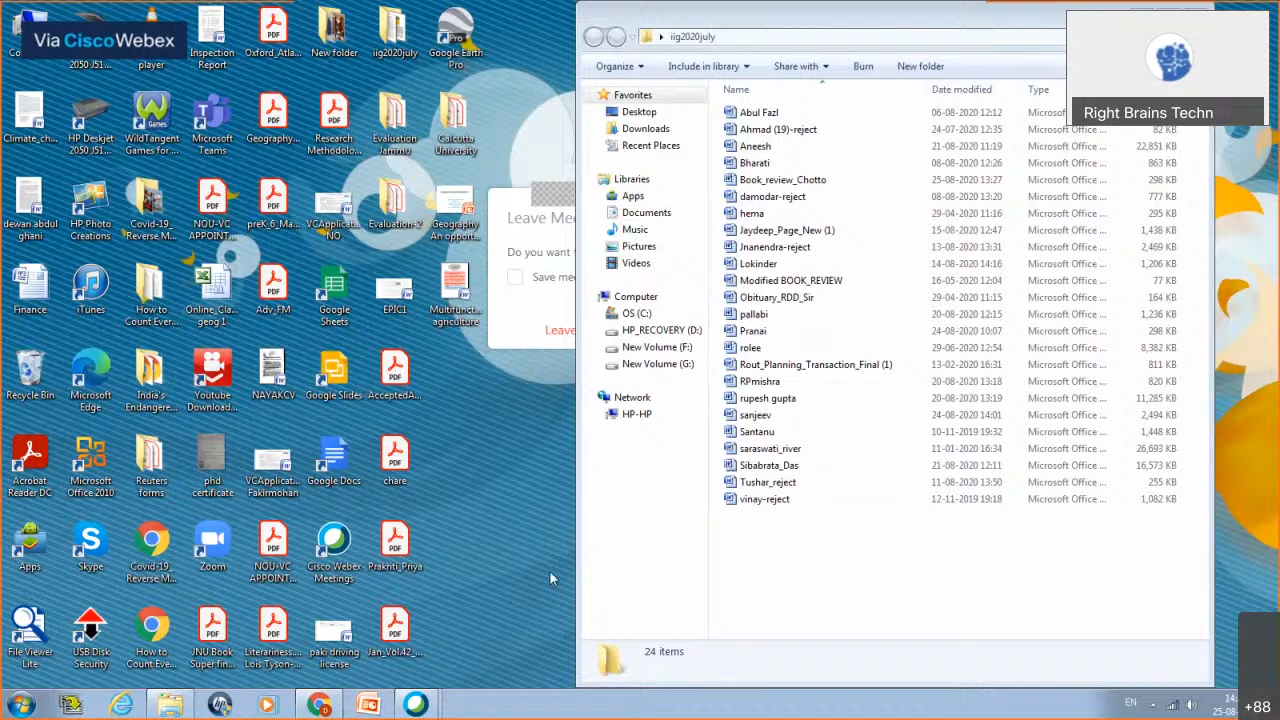 Via CiscoWebex
2050 J51...
player
Inspection
Report
Oxford_Atla...
New folder
iig2020july
Google Earth
Pro
Climate_ch...
HP Deskjet
2050 J51...
WildTangent
Games for ...
Microsoft
Teams
Geography...
Research
Methodolo...
Evaluation
Jammu
Calcutta
University
dewan abdul
ghani
HP Photo
Creations
Covid-19_
Reverse M...
NOU-VC
APPOINT...
preK_6_Ma...
VCApplicat...
NO
Evaluation-2
Geography
An opport...
Finance
iTunes
How to
Count Ever...
Online_Cla...
geog 1
Adv_FM
Google
Sheets
EPIC1
Multifunct...
agriculture
Recycle Bin
Microsoft
Edge
India's
Endangere...
Youtube
Download...
NAYAKCV
Google Slides
AcceptedA...
Acrobat
Reader DC
Microsoft
Office 2010
Reuters
forms
phd
certificate
VCApplicat...
Fakirmohan
Google Docs
chare
Apps
Skype
Covid-19_
Reverse M...
Zoom
NOU-VC
APPOINT...
Cisco Webex
Meetings
Prakriti_Priya
File Viewer
Lite
USB Disk
Security
How to
Count Eve...
JNU Book
Super fin...
Literariness....
Lois Tyson-...
paki driving
license
Jan_Vol.42_...
Leave Mee
Do you want
Save mee
Leave
iig2020july
Organize
Include in library
Share with
Burn
New folder
Favorites
Desktop
Downloads
Recent Places
Libraries
Apps
Documents
Music
Pictures
Videos
Computer
OS (C:)
HP_RECOVERY (D:)
New Volume (F:)
New Volume (G:)
Network
HP-HP
Name Date modified Type
Abul Fazl 06-08-2020 12:12 Microsoft Office ...
Ahmed (19)-reject 24-07-2020 12:35 Microsoft Office ... 82 KB
Aneesh 21-08-2020 11:19 Microsoft Office ... 22,851 KB
Bharati 08-08-2020 12:26 Microsoft Office ... 863 KB
Book_review_Chotto 25-08-2020 13:27 Microsoft Office ... 298 KB
damodar-reject 08-08-2020 13:20 Microsoft Office ... 777 KB
hema 29-04-2020 11:16 Microsoft Office ... 295 KB
Jaydeep_Page_New (1) 07-08-2020 12:47 Microsoft Office ... 1,438 KB
Jnanendra-reject 13-08-2020 13:31 Microsoft Office ... 2,469 KB
Lokinder 14-08-2020 14:16 Microsoft Office ... 1,206 KB
Modified BOOK_REVIEW 16-05-2020 12:04 Microsoft Office ... 77 KB
Obituary_RDD_Sir 29-04-2020 11:15 Microsoft Office ... 164 KB
pallabi 20-08-2020 12:15 Microsoft Office ... 1,236 KB
Pranai 24-08-2020 10:07 Microsoft Office ... 298 KB
rolee 29-06-2020 12:54 Microsoft Office ... 8,382 KB
Rout_Planning_Transaction_Final (1) 13-02-2020 16:31 Microsoft Office ... 811 KB
RPmishra 20-08-2020 13:18 Microsoft Office ... 820 KB
rupesh gupta 20-08-2020 13:19 Microsoft Office ... 11,285 KB
sanjeev 24-08-2020 14:01 Microsoft Office ... 2,494 KB
Santanu 10-11-2019 19:32 Microsoft Office ... 1,448 KB
saraswati_river 11-01-2020 16:34 Microsoft Office ... 26,693 KB
Sibabrata_Das 21-08-2020 12:11 Microsoft Office ... 16,573 KB
Tushar_reject 11-08-2020 13:50 Microsoft Office ... 255 KB
vinay-reject 12-11-2019 19:18 Microsoft Office ... 1,082 KB
24 items
Right Brains Techn
EN
14:
25-08-
+88